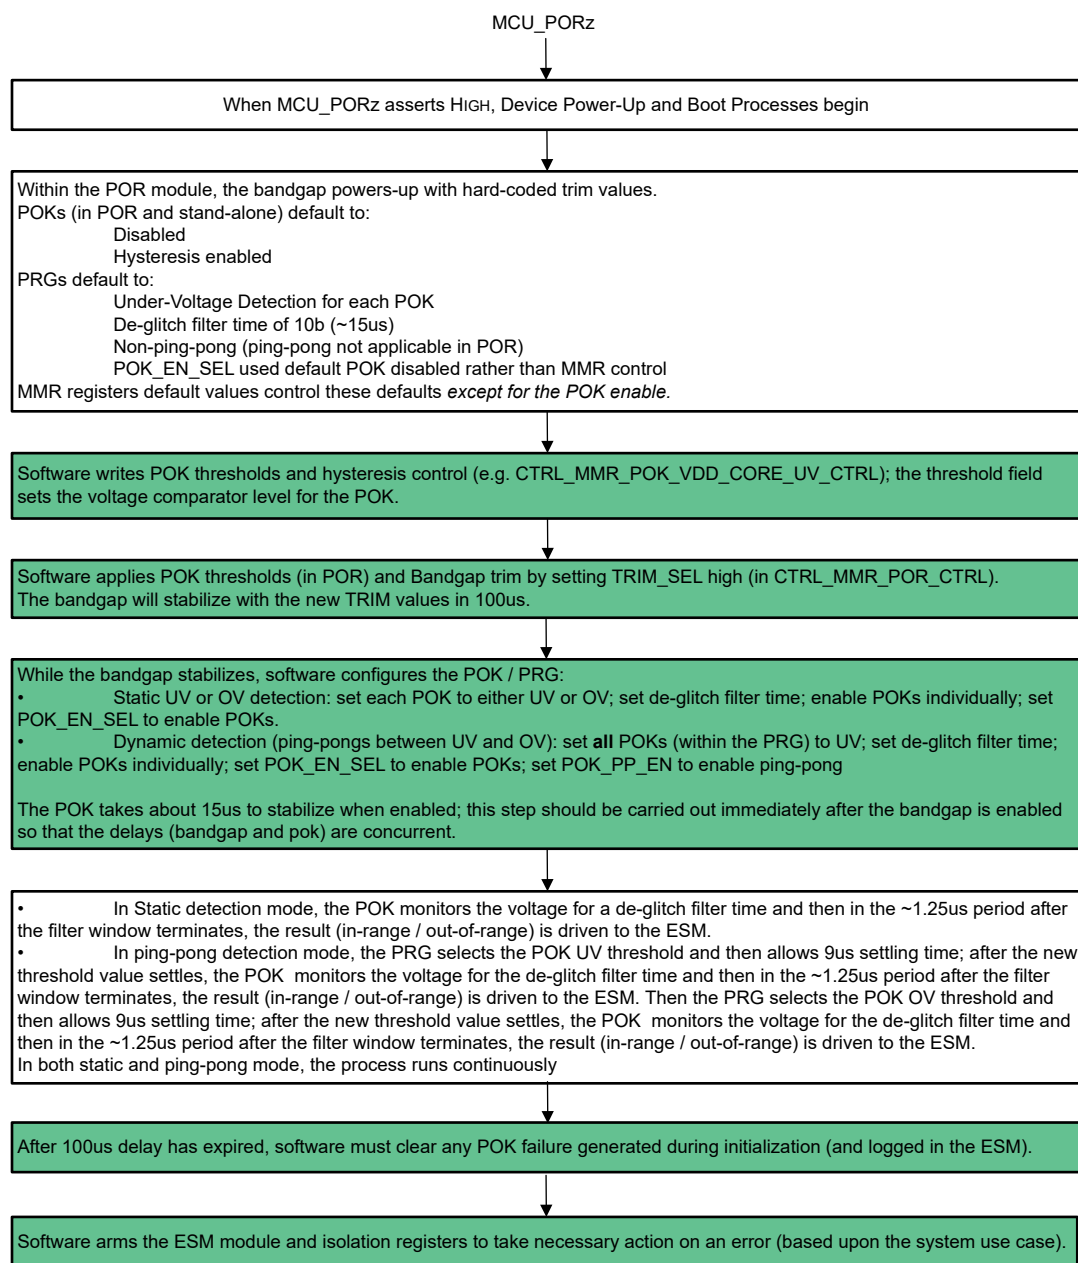 MCU_PORz
When MCU_PORz asserts HIGH, Device Power-Up and Boot Processes begin
Within the POR module, the bandgap powers-up with hard-coded trim values.
POKs (in POR and stand-alone) default to:
Disabled
Hysteresis enabled
PRGs default to:
Under-Voltage Detection for each POK
De-glitch filter time of 10b (~15us)
Non-ping-pong (ping-pong not applicable in POR)
POK_EN_SEL used default POK disabled rather than MMR control
MMR registers default values control these defaults except for the POK enable.
Software writes POK thresholds and hysteresis control (e.g. CTRL_MMR_POK_VDD_CORE_UV_CTRL); the threshold field
sets the voltage comparator level for the POK.
Software applies POK thresholds (in POR) and Bandgap trim by setting TRIM_SEL high (in CTRL_MMR_POR_CTRL).
The bandgap will stabilize with the new TRIM values in 100us.
While the bandgap stabilizes, software configures the POK / PRG:
• Static UV or OV detection: set each POK to either UV or OV; set de-glitch filter time; enable POKs individually; set
POK_EN_SEL to enable POKs.
• Dynamic detection (ping-pongs between UV and OV): set all POKs (within the PRG) to UV; set de-glitch filter time;
enable POKs individually; set POK_EN_SEL to enable POKs; set POK_PP_EN to enable ping-pong
The POK takes about 15us to stabilize when enabled; this step should be carried out immediately after the bandgap is enabled
so that the delays (bandgap and pok) are concurrent.
• In Static detection mode, the POK monitors the voltage for a de-glitch filter time and then in the ~1.25us period after
the filter window terminates, the result (in-range / out-of-range) is driven to the ESM.
• In ping-pong detection mode, the PRG selects the POK UV threshold and then allows 9us settling time; after the new
threshold value settles, the POK monitors the voltage for the de-glitch filter time and then in the ~1.25us period after the filter
window terminates, the result (in-range / out-of-range) is driven to the ESM. Then the PRG selects the POK OV threshold and
then allows 9us settling time; after the new threshold value settles, the POK monitors the voltage for the de-glitch filter time and
then in the ~1.25us period after the filter window terminates, the result (in-range / out-of-range) is driven to the ESM.
In both static and ping-pong mode, the process runs continuously
After 100us delay has expired, software must clear any POK failure generated during initialization (and logged in the ESM).
Software arms the ESM module and isolation registers to take necessary action on an error (based upon the system use case).